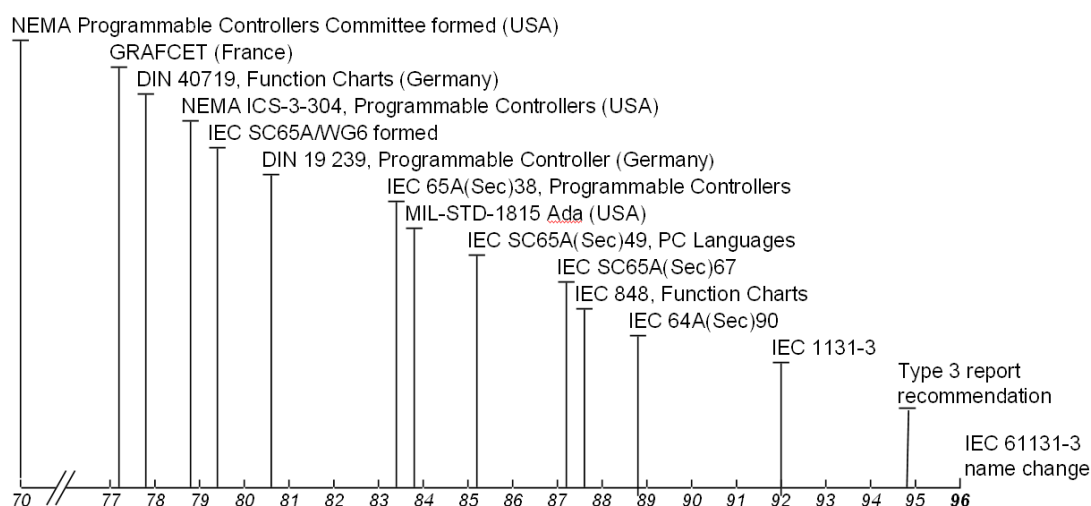 NEMA Programmable Controllers Committee formed (USA)
GRAFCET (France)
DIN 40719, Function Charts (Germany)
NEMA ICS-3-304, Programmable Controllers (USA)
IEC SC65A/WG6 formed
DIN 19 239, Programmable Controller (Germany)
IEC 65A(Sec)38, Programmable Controllers
MIL-STD-1815 Ada (USA)
IEC SC65A(Sec)49, PC Languages
IEC SC65A(Sec)67
IEC 848, Function Charts
IEC 64A(Sec)90
IEC 1131-3
Type 3 report
recommendation
IEC 61131-3
name change
70 77 78 79 80 81 82 83 84 85 86 87 88 89 90 91 92 93 94 95 96